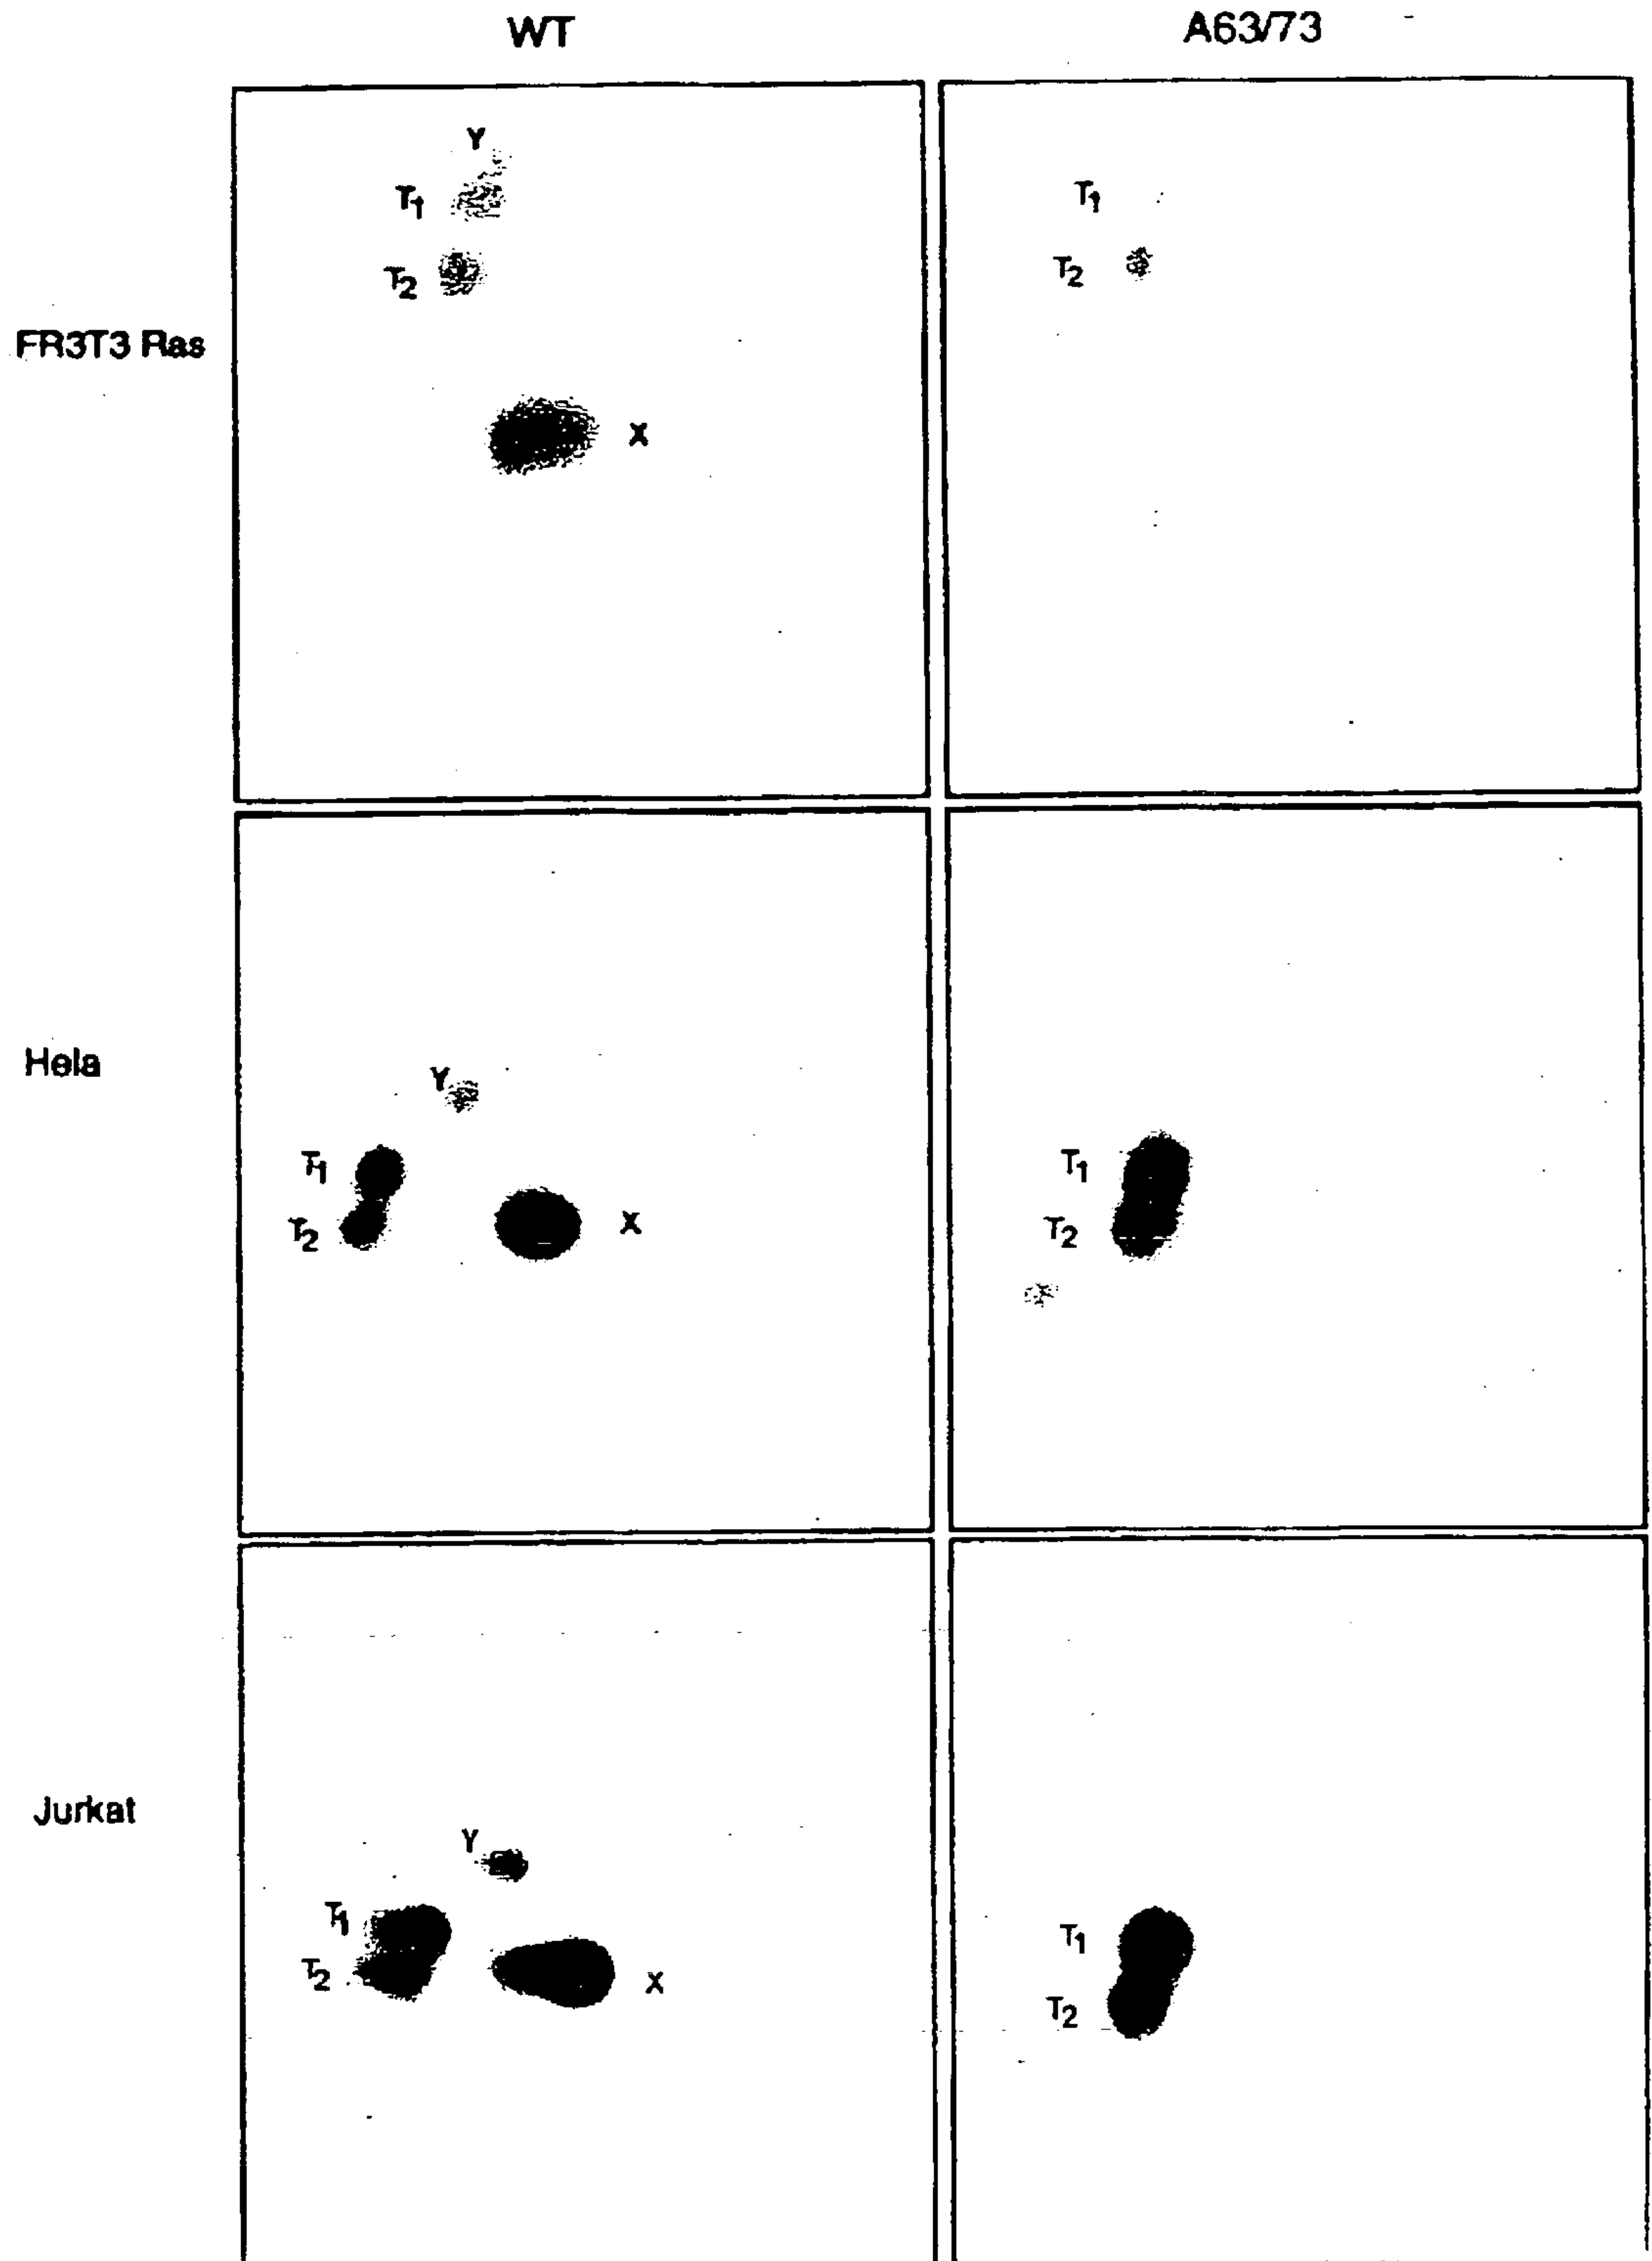 WT A63/73
Y
T1 T1
T2 T2
FR3T3 Ras
X
Hela
Y
T1 T1
T2 X T2
Jurkat
Y
T1 T1
T2 X T2